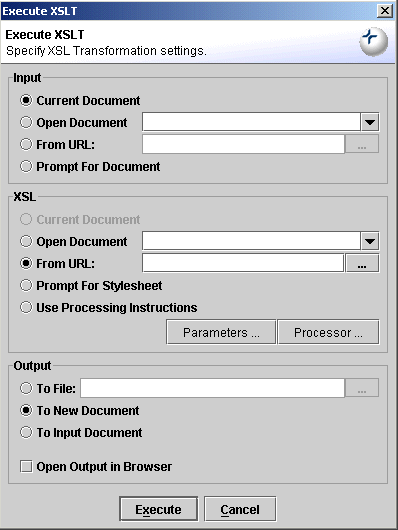 Execute XSLT
Execute XSLT
Specify XSL Transformation settings.
Input
Current Document
Open Document
From URL: ...
Prompt For Document
XSL
Current Document
Open Document
From URL: ...
Prompt For Stylesheet
Use Processing Instructions
Parameters ... Processor ...
Output
To File: ...
To New Document
To Input Document
Open Output in Browser
Execute Cancel